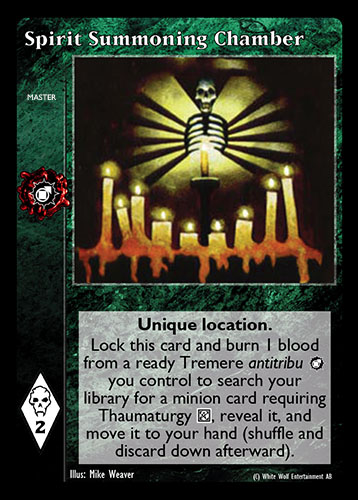 Spirit Summoning Chamber
MASTER
Unique location.
Lock this card and burn 1 blood
from a ready Tremere antitribu
you control to search your
library for a minion card requiring
Thaumaturgy , reveal it, and
move it to your hand (shuffle and
discard down afterward).
2
Illus: Mike Weaver
(C) White Wolf Entertainment AB